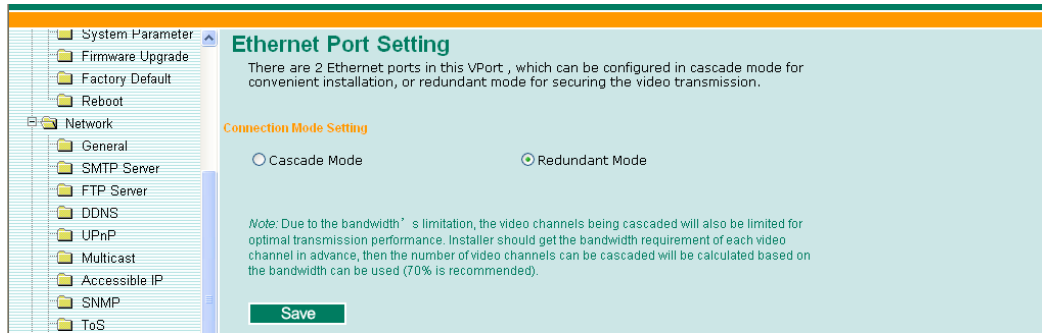 System Parameter
Firmware Upgrade
Factory Default
Reboot
Network
General
SMTP Server
FTP Server
DDNS
UPnP
Multicast
Accessible IP
SNMP
ToS
Ethernet Port Setting
There are 2 Ethernet ports in this VPort , which can be configured in cascade mode for
convenient installation, or redundant mode for securing the video transmission.
Connection Mode Setting
Cascade Mode Redundant Mode
Note: Due to the bandwidth’ s limitation, the video channels being cascaded will also be limited for
optimal transmission performance. Installer should get the bandwidth requirement of each video
channel in advance, then the number of video channels can be cascaded will be calculated based on
the bandwidth can be used (70% is recommended).
Save